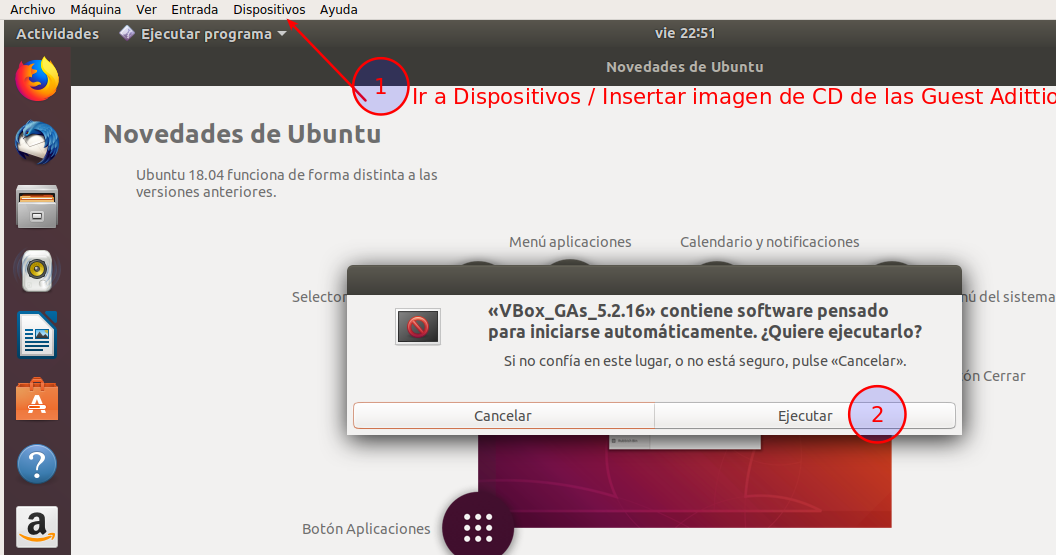 Archivo Máquina Ver Entrada Dispositivos Ayuda
Actividades Ejecutar programa vie 22:51
Novedades de Ubuntu
1
Ir a Dispositivos / Insertar imagen de CD de las Guest Adittio
Novedades de Ubuntu
Ubuntu 18.04 funciona de forma distinta a las
versiones anteriores.
Menú aplicaciones Calendario y notificaciones
Selector
nú del sistema
«VBox_GAs_5.2.16» contiene software pensado
para iniciarse automáticamente. ¿Quiere ejecutarlo?
Si no confía en este lugar, o no está seguro, pulse «Cancelar».
ón Cerrar
Cancelar Ejecutar 2
Botón Aplicaciones